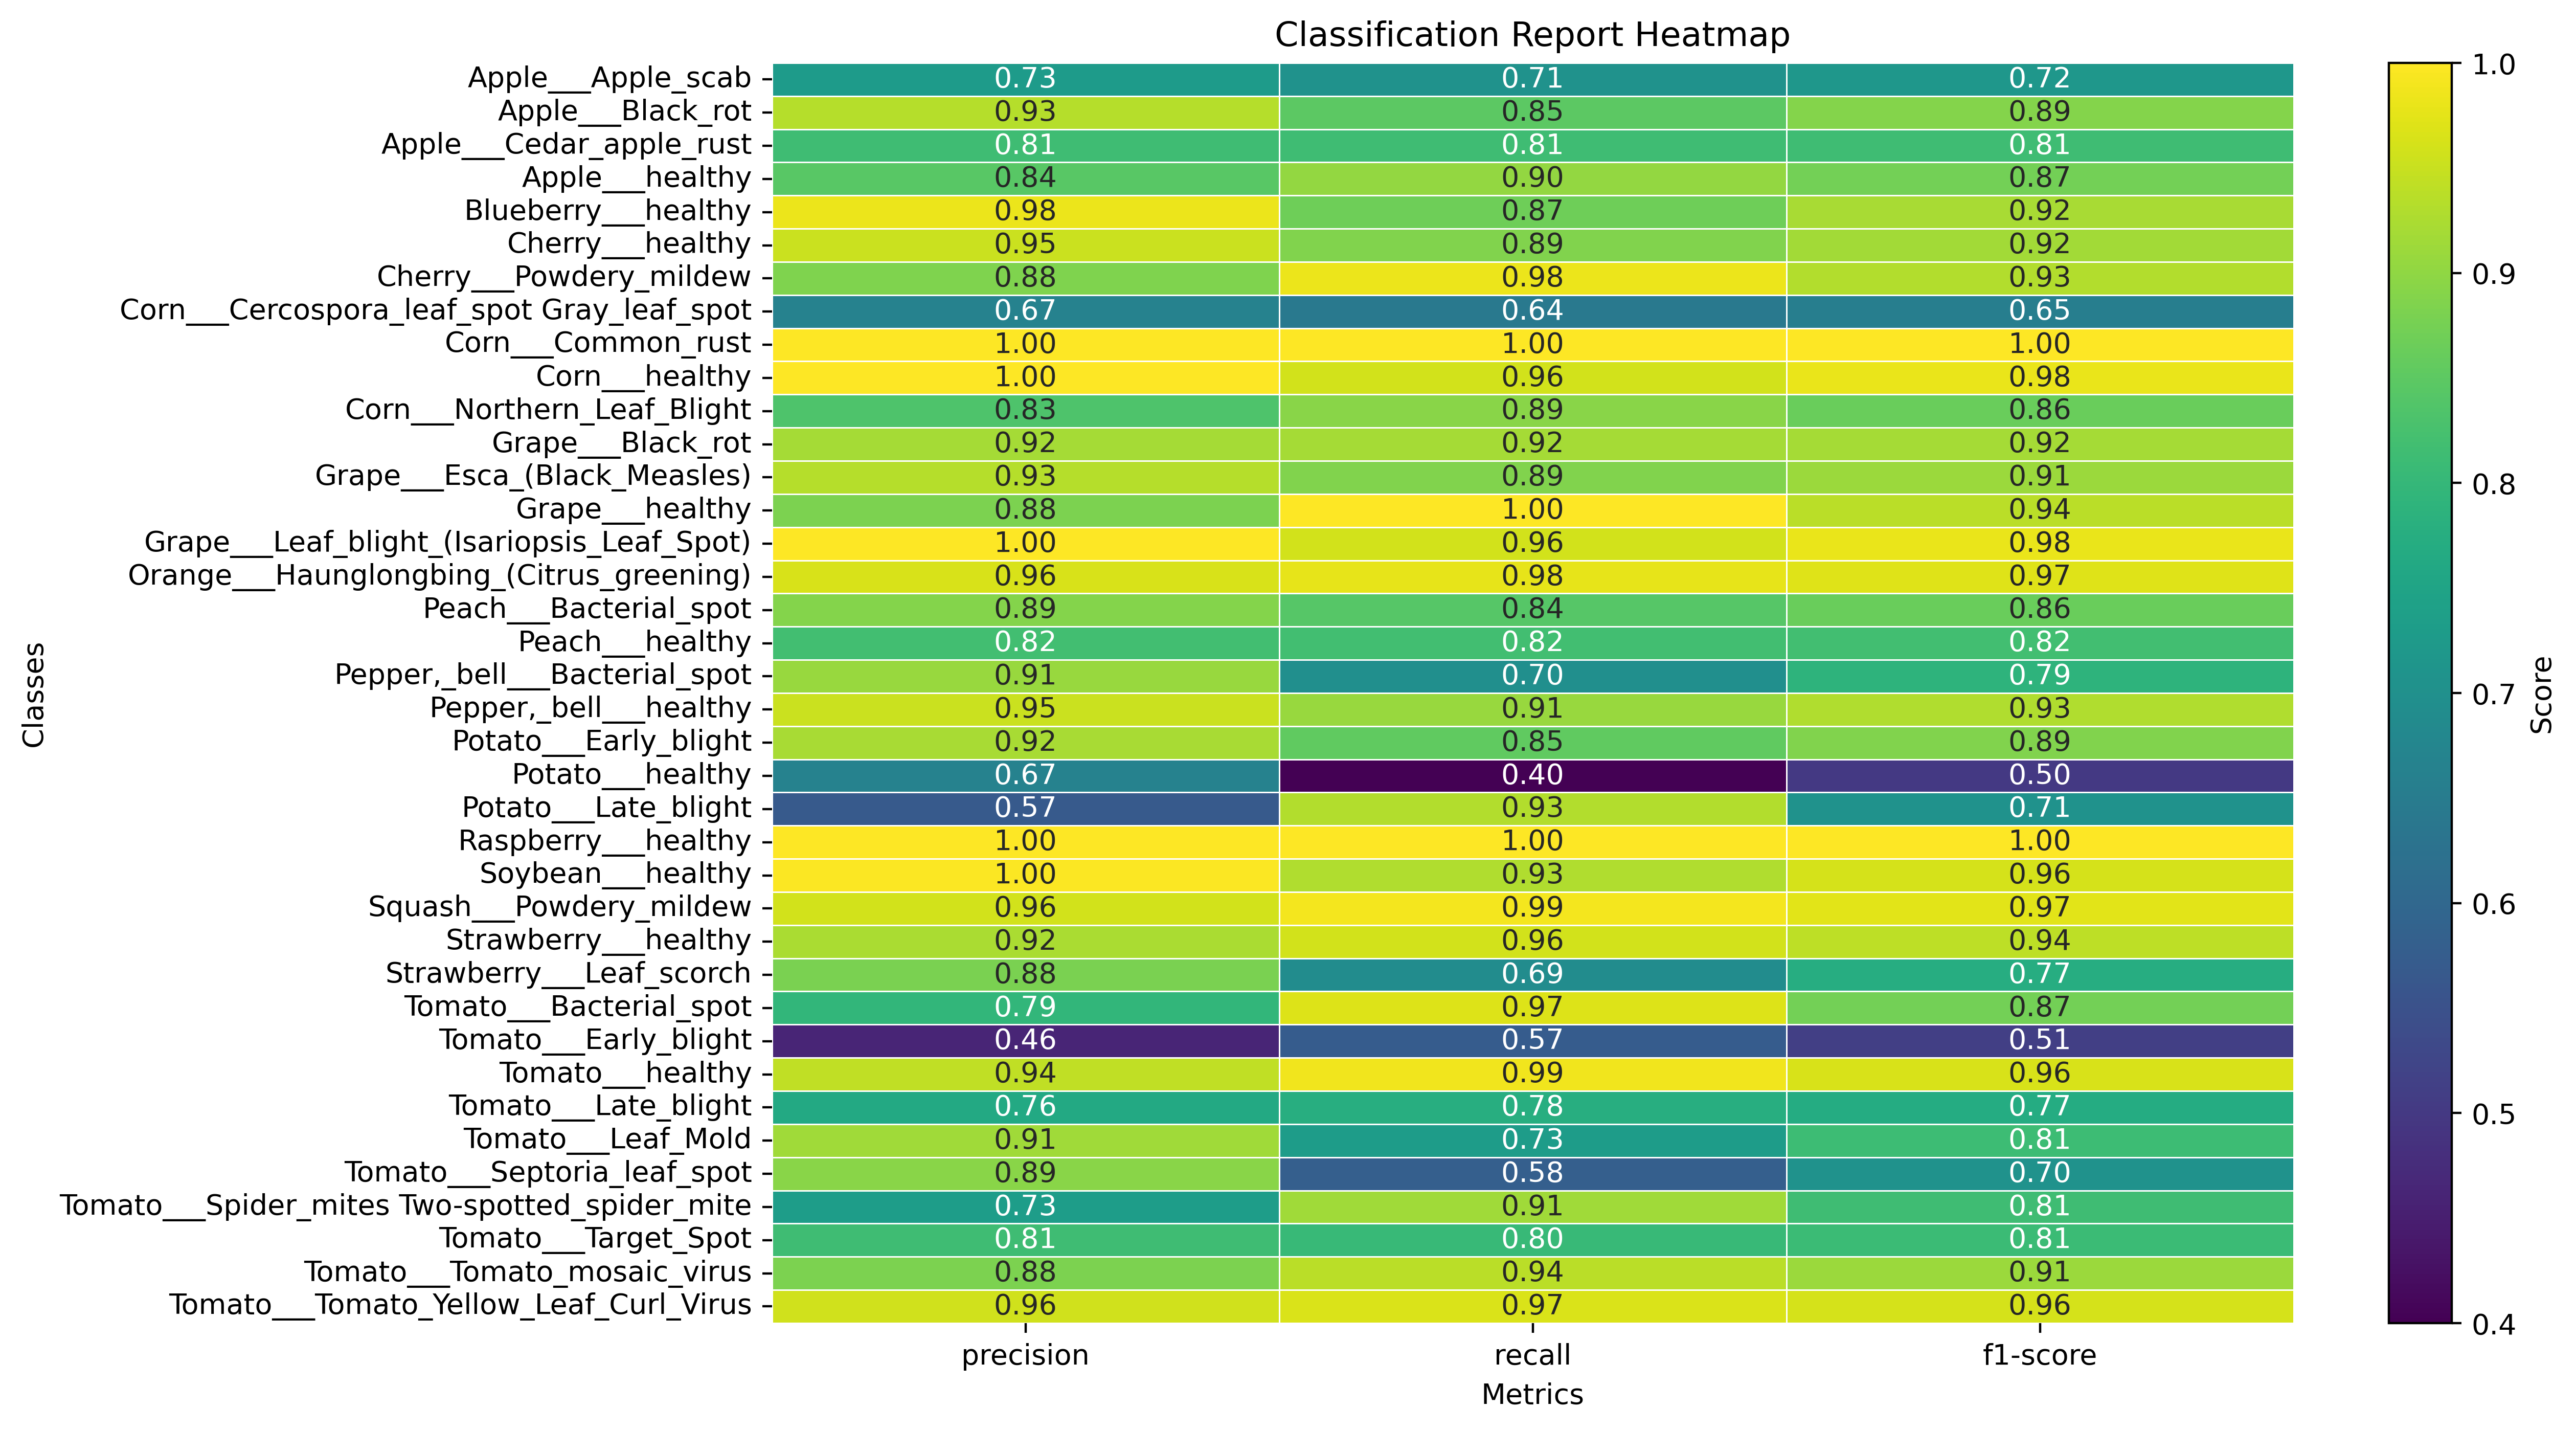 Classification Report Heatmap
Apple___Apple_scab 0.73 0.71 0.72
Apple___Black_rot 0.93 0.85 0.89
Apple___Cedar_apple_rust 0.81 0.81 0.81
Apple___healthy 0.84 0.90 0.87
Blueberry___healthy 0.98 0.87 0.92
Cherry___healthy 0.95 0.89 0.92
Cherry___Powdery_mildew 0.88 0.98 0.93
Corn___Cercospora_leaf_spot Gray_leaf_spot 0.67 0.64 0.65
Corn___Common_rust 1.00 1.00 1.00
Corn___healthy 1.00 0.96 0.98
Corn___Northern_Leaf_Blight 0.83 0.89 0.86
Grape___Black_rot 0.92 0.92 0.92
Grape___Esca_(Black_Measles) 0.93 0.89 0.91
Grape___healthy 0.88 1.00 0.94
Grape___Leaf_blight_(Isariopsis_Leaf_Spot) 1.00 0.96 0.98
Orange___Haunglongbing_(Citrus_greening) 0.96 0.98 0.97
Peach___Bacterial_spot 0.89 0.84 0.86
Peach___healthy 0.82 0.82 0.82
Pepper,_bell___Bacterial_spot 0.91 0.70 0.79
Pepper,_bell___healthy 0.95 0.91 0.93
Potato___Early_blight 0.92 0.85 0.89
Potato___healthy 0.67 0.40 0.50
Potato___Late_blight 0.57 0.93 0.71
Raspberry___healthy 1.00 1.00 1.00
Soybean___healthy 1.00 0.93 0.96
Squash___Powdery_mildew 0.96 0.99 0.97
Strawberry___healthy 0.92 0.96 0.94
Strawberry___Leaf_scorch 0.88 0.69 0.77
Tomato___Bacterial_spot 0.79 0.97 0.87
Tomato___Early_blight 0.46 0.57 0.51
Tomato___healthy 0.94 0.99 0.96
Tomato___Late_blight 0.76 0.78 0.77
Tomato___Leaf_Mold 0.91 0.73 0.81
Tomato___Septoria_leaf_spot 0.89 0.58 0.70
Tomato___Spider_mites Two-spotted_spider_mite 0.73 0.91 0.81
Tomato___Target_Spot 0.81 0.80 0.81
Tomato___Tomato_mosaic_virus 0.88 0.94 0.91
Tomato___Tomato_Yellow_Leaf_Curl_Virus 0.96 0.97 0.96
precision recall f1-score
Metrics
Classes
1.0
0.9
0.8
0.7
0.6
0.5
0.4
Score